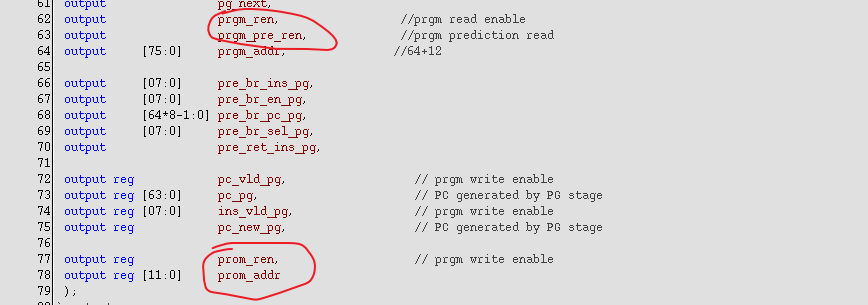 61 output pg_next,
62 output prgm_ren, //prgm read enable
63 output prgm_pre_ren, //prgm prediction read
64 output [75:0] prgm_addr, //64+12
65
66 output [07:0] pre_br_ins_pg,
67 output [07:0] pre_br_en_pg,
68 output [64*8-1:0] pre_br_pc_pg,
69 output [07:0] pre_br_sel_pg,
70 output pre_ret_ins_pg,
71
72 output reg pc_vld_pg, // prgm write enable
73 output reg [63:0] pc_pg, // PC generated by PG stage
74 output reg [07:0] ins_vld_pg, // prgm write enable
75 output reg pc_new_pg, // PC generated by PG stage
76
77 output reg prom_ren, // prgm write enable
78 output reg [11:0] prom_addr
79 );